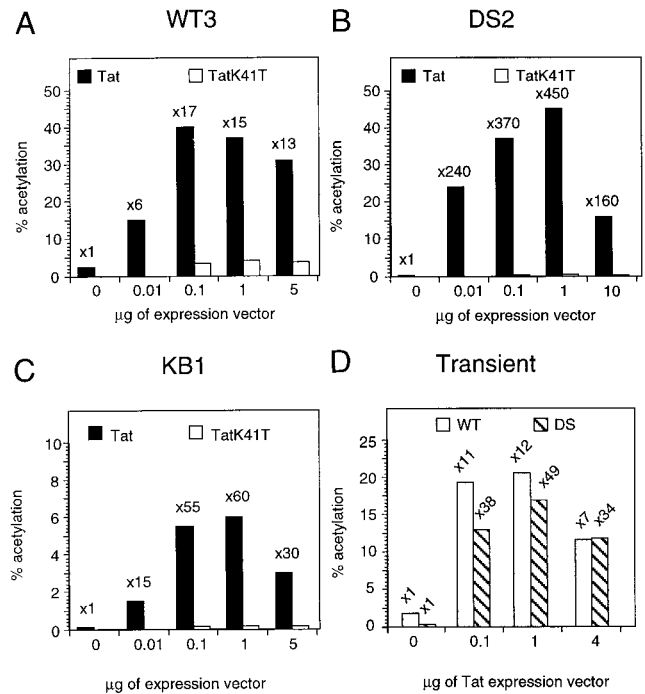 A WT3
Tat TatK41T
50
40
30
20
10
0
% acetylation
x1 x6 x17 x15 x13
0 0.01 0.1 1 5
µg of expression vector
B DS2
Tat TatK41T
50
40
30
20
10
0
% acetylation
x1 x240 x370 x450 x160
0 0.01 0.1 1 10
µg of expression vector
C KB1
Tat TatK41T
10
8
6
4
2
0
% acetylation
x1 x15 x55 x60 x30
0 0.01 0.1 1 5
µg of expression vector
D Transient
WT DS
25
20
15
10
5
0
% acetylation
x1 x1 x11 x38 x12 x49 x7 x34
0 0.1 1 4
µg of Tat expression vector